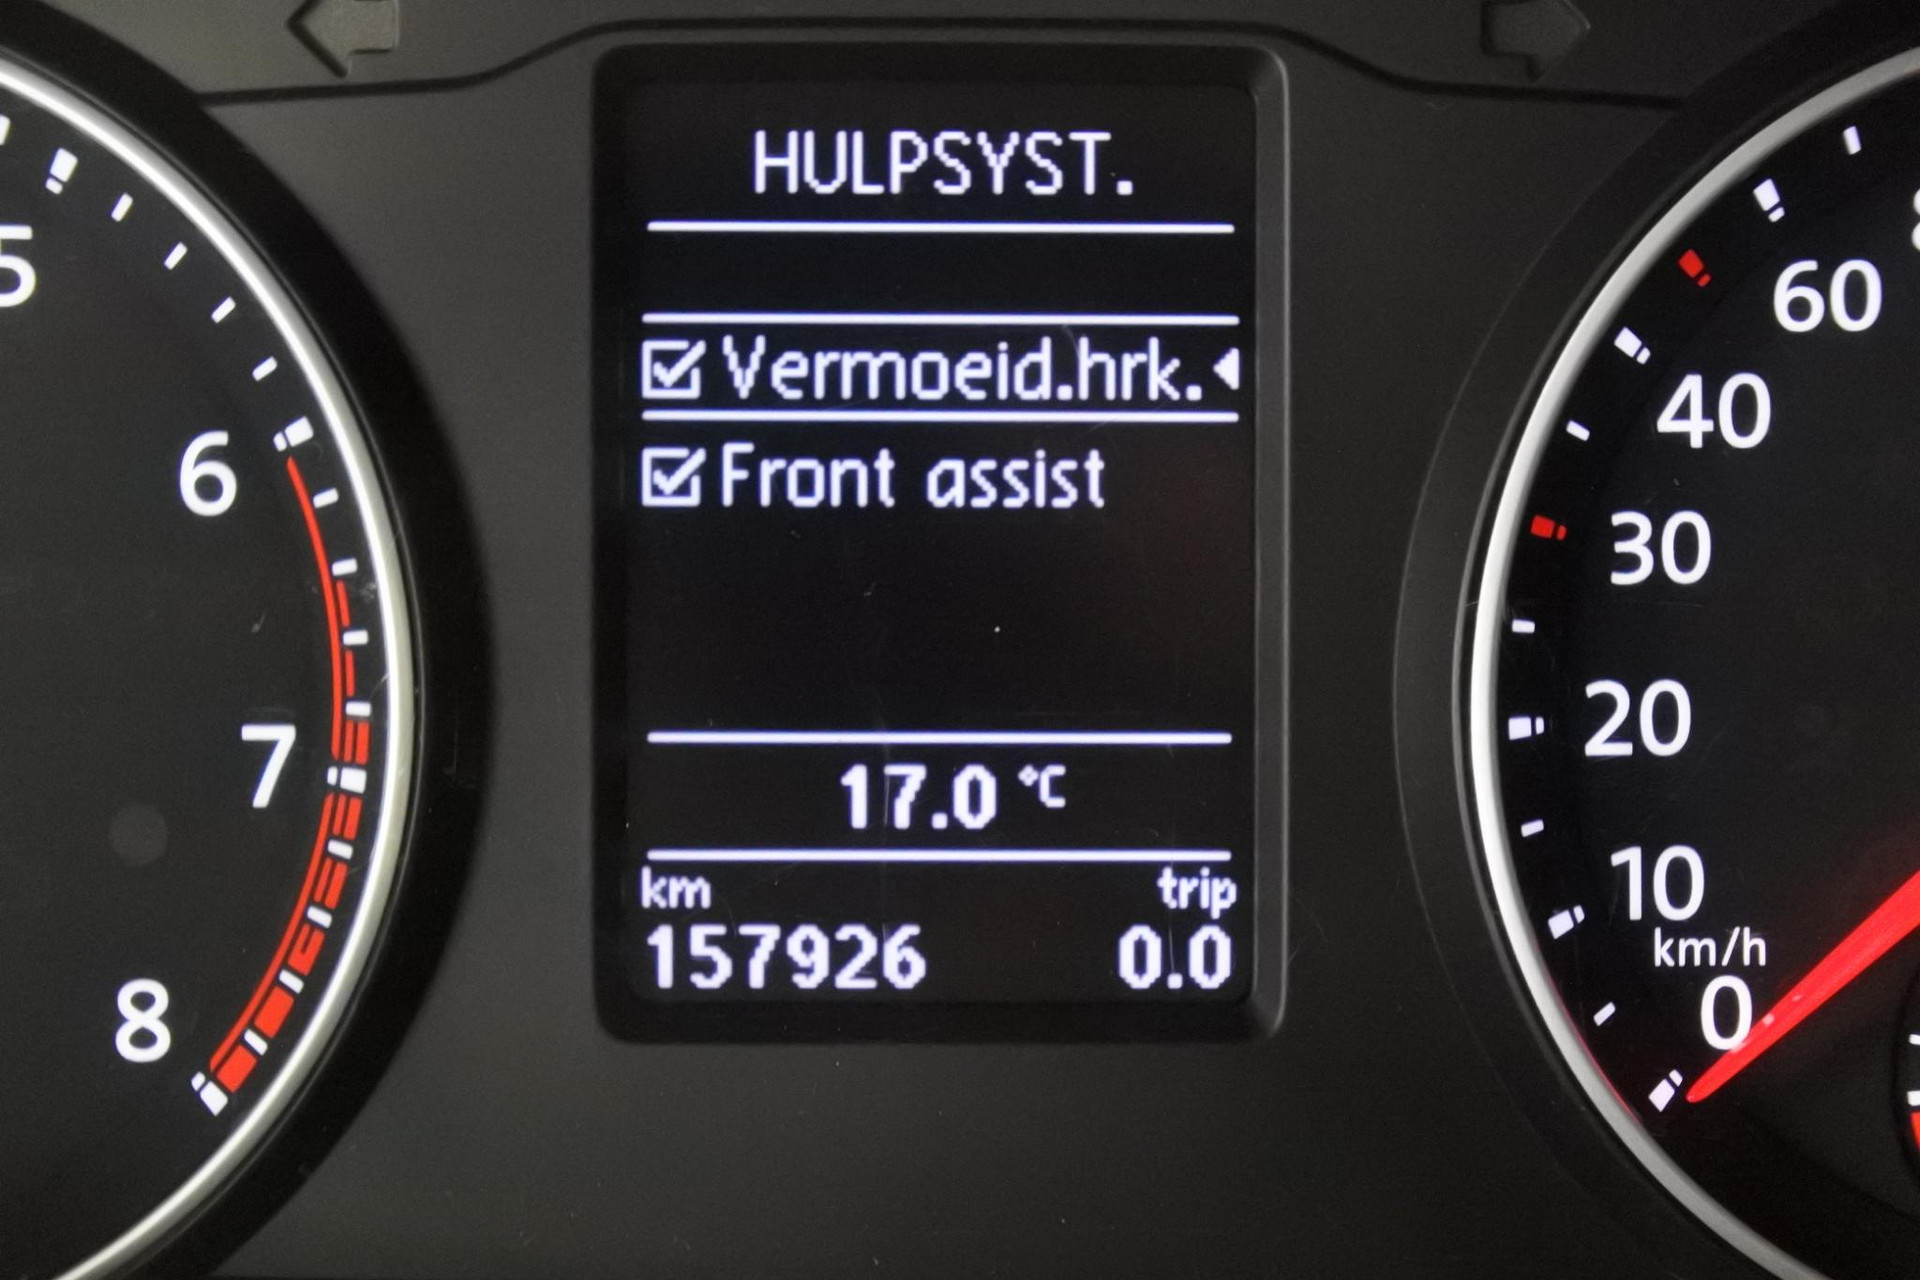 HULPSYST.
Vermoeid.hrk.
Front assist
17.0 °C
km trip
157926 0.0
5
6
7
8
60
40
30
20
10
km/h
0